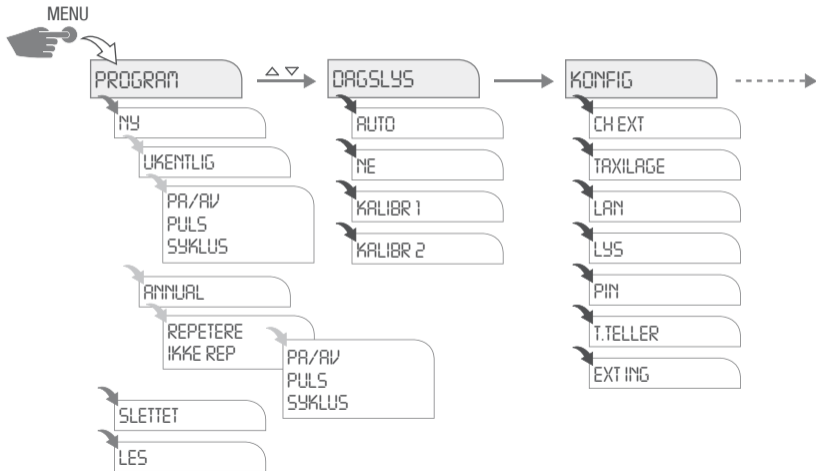 MENU
PROGRAM
NY
UKENTLIG
PA/AV
PULS
SYKLUS
ANNUAL
REPETERE
IKKE REP
PA/AV
PULS
SYKLUS
SLETTET
LES
DAGSLYS
AUTO
NE
KALIBR 1
KALIBR 2
KONFIG
CH EXT
TAXILAGE
LAN
LYS
PIN
T.TELLER
EXT ING